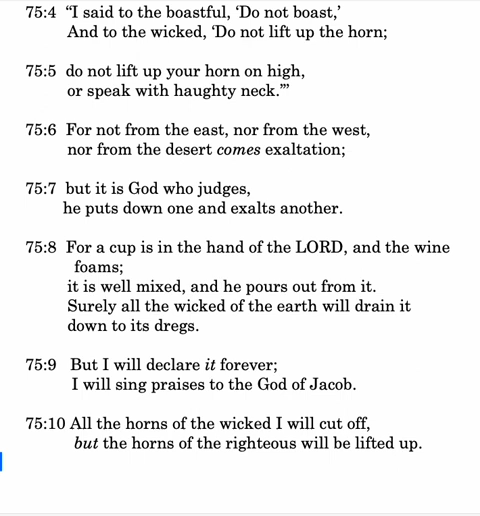 75:4 “I said to the boastful, ‘Do not boast,’
And to the wicked, ‘Do not lift up the horn;
75:5 do not lift up your horn on high,
or speak with haughty neck.’”
75:6 For not from the east, nor from the west,
nor from the desert comes exaltation;
75:7 but it is God who judges,
he puts down one and exalts another.
75:8 For a cup is in the hand of the LORD, and the wine
foams;
it is well mixed, and he pours out from it.
Surely all the wicked of the earth will drain it
down to its dregs.
75:9 But I will declare it forever;
I will sing praises to the God of Jacob.
75:10 All the horns of the wicked I will cut off,
but the horns of the righteous will be lifted up.